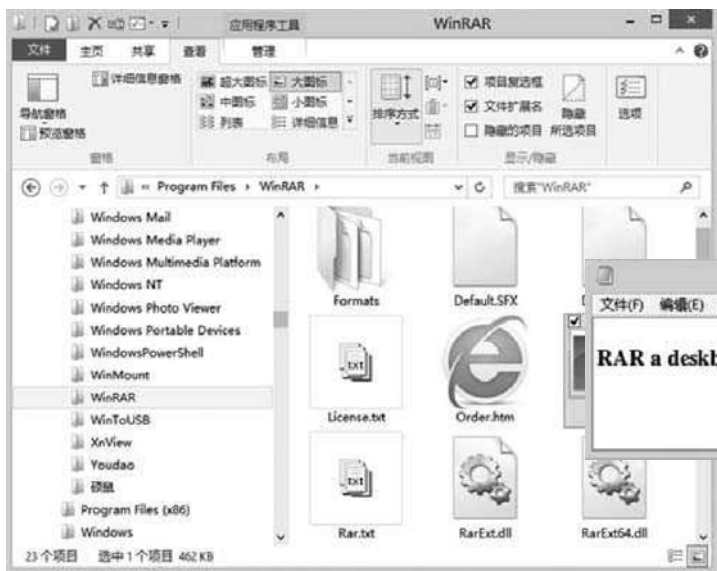 应用程序工具 WinRAR
文件 主页 共享 查看 管理
导航窗格
预览窗格
详细信息窗格
窗格
超大图标 大图标
中图标 小图标
列表 详细信息
布局
排序方式
当前视图
项目复选框
文件扩展名
隐藏的项目
隐藏
所选项目
显示/隐藏
选项
« Program Files WinRAR
搜索"WinRAR"
Windows Mail
Windows Media Player
Windows Multimedia Platform
Windows NT
Windows Photo Viewer
Windows Portable Devices
WindowsPowerShell
WinMount
WinRAR
WinToUSB
XnView
Youdao
硕鼠
Program Files (x86)
Windows
Formats
Default.SFX
License.txt
Order.htm
Rar.txt
RarExt.dll
RarExt64.dll
文件(F) 编辑(E)
RAR a
23 个项目 选中 1 个项目 462 KB